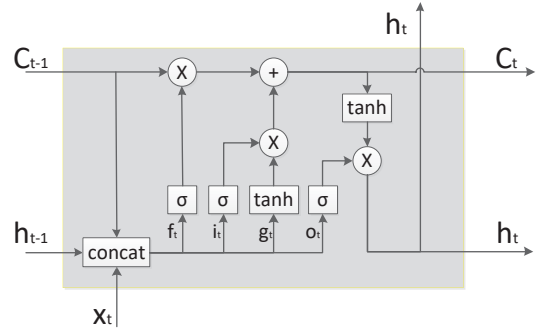 hₜ
Cₜ₋₁ X + Cₜ
tanh
X
X
σ σ tanh σ
fₜ iₜ gₜ oₜ
hₜ₋₁ concat hₜ
xₜ